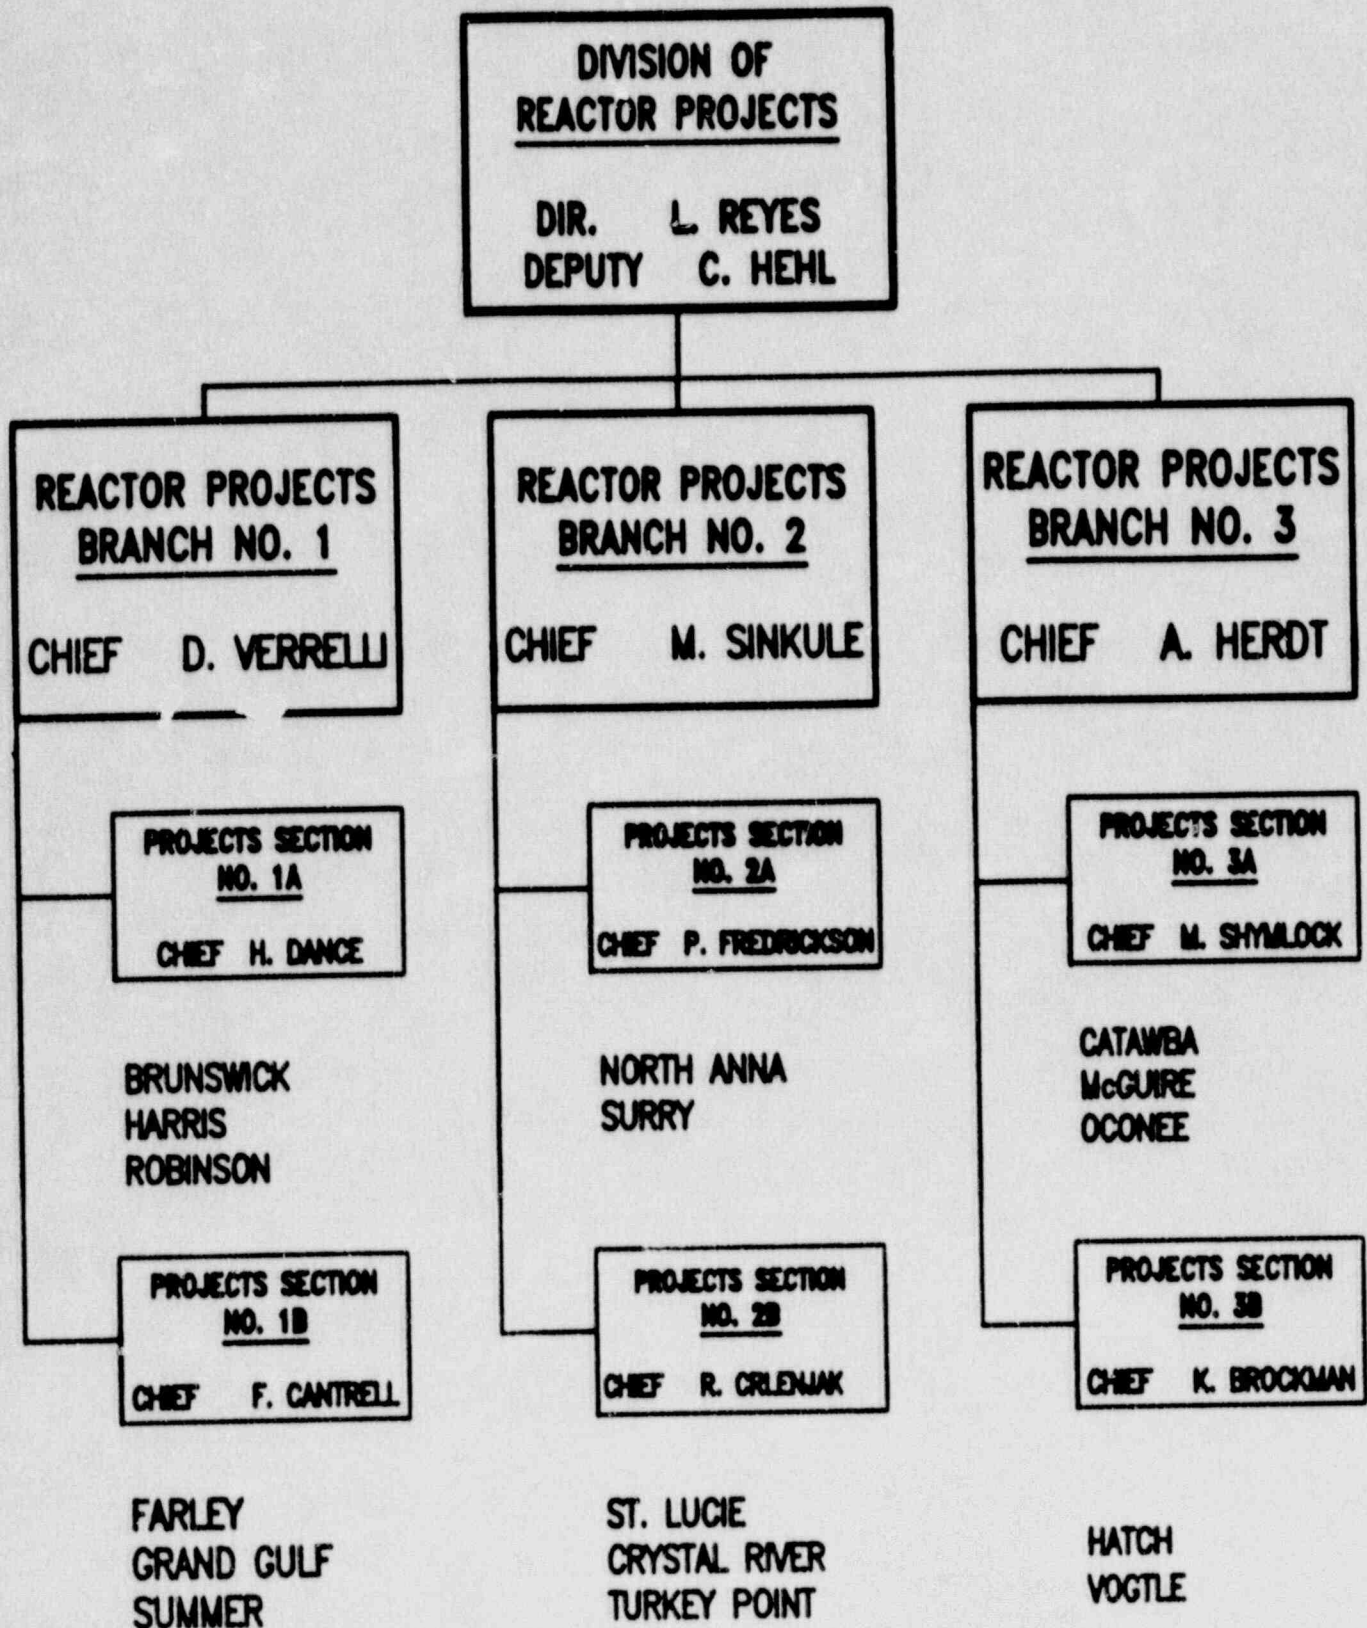 DIVISION OF
REACTOR PROJECTS
DIR. L. REYES
DEPUTY C. HEHL
REACTOR PROJECTS
BRANCH NO. 1
CHIEF D. VERRELLI
REACTOR PROJECTS
BRANCH NO. 2
CHIEF M. SINKULE
REACTOR PROJECTS
BRANCH NO. 3
CHIEF A. HERDT
PROJECTS SECTION
NO. 1A
CHIEF H. DANCE
BRUNSWICK
HARRIS
ROBINSON
PROJECTS SECTION
NO. 1B
CHIEF F. CANTRELL
FARLEY
GRAND GULF
SUMMER
PROJECTS SECTION
NO. 2A
CHIEF P. FREDRICKSON
NORTH ANNA
SURRY
PROJECTS SECTION
NO. 2B
CHIEF R. CRLENJAK
ST. LUCIE
CRYSTAL RIVER
TURKEY POINT
PROJECTS SECTION
NO. 3A
CHIEF M. SHYMLOCK
CATAWBA
McGUIRE
OCONEE
PROJECTS SECTION
NO. 3B
CHIEF K. BROCKMAN
HATCH
VOGTLE